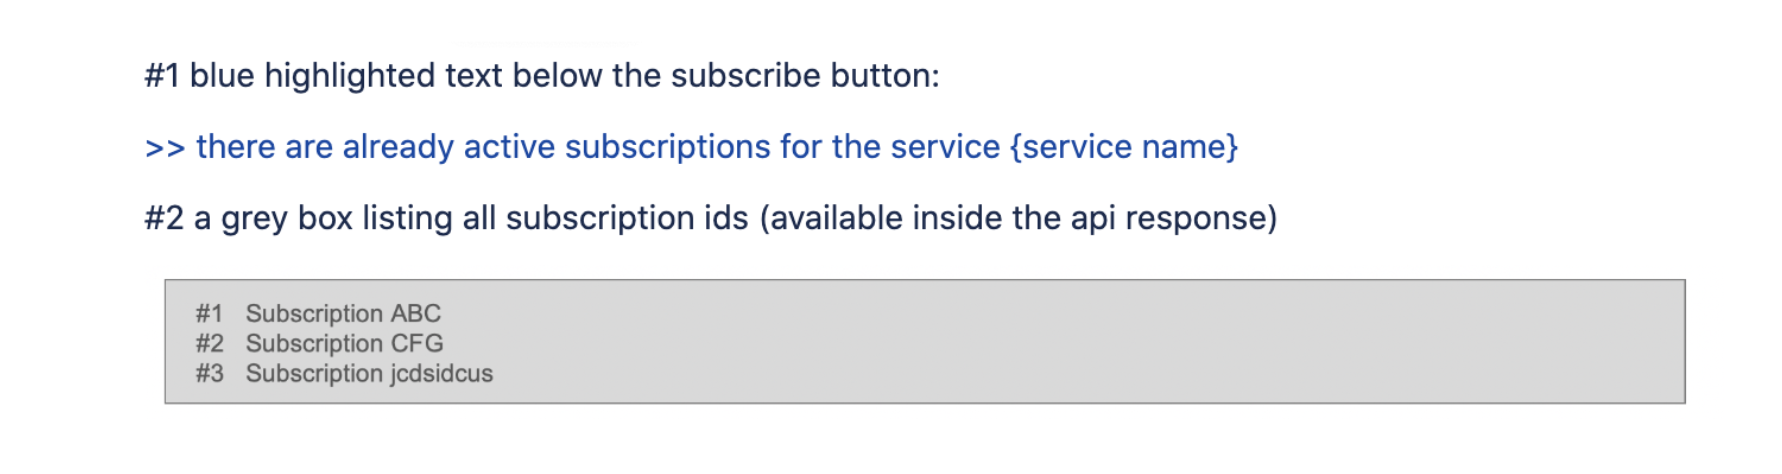 #1 blue highlighted text below the subscribe button:
>> there are already active subscriptions for the service {service name}
#2 a grey box listing all subscription ids (available inside the api response)
#1 Subscription ABC
#2 Subscription CFG
#3 Subscription jcdsidcus